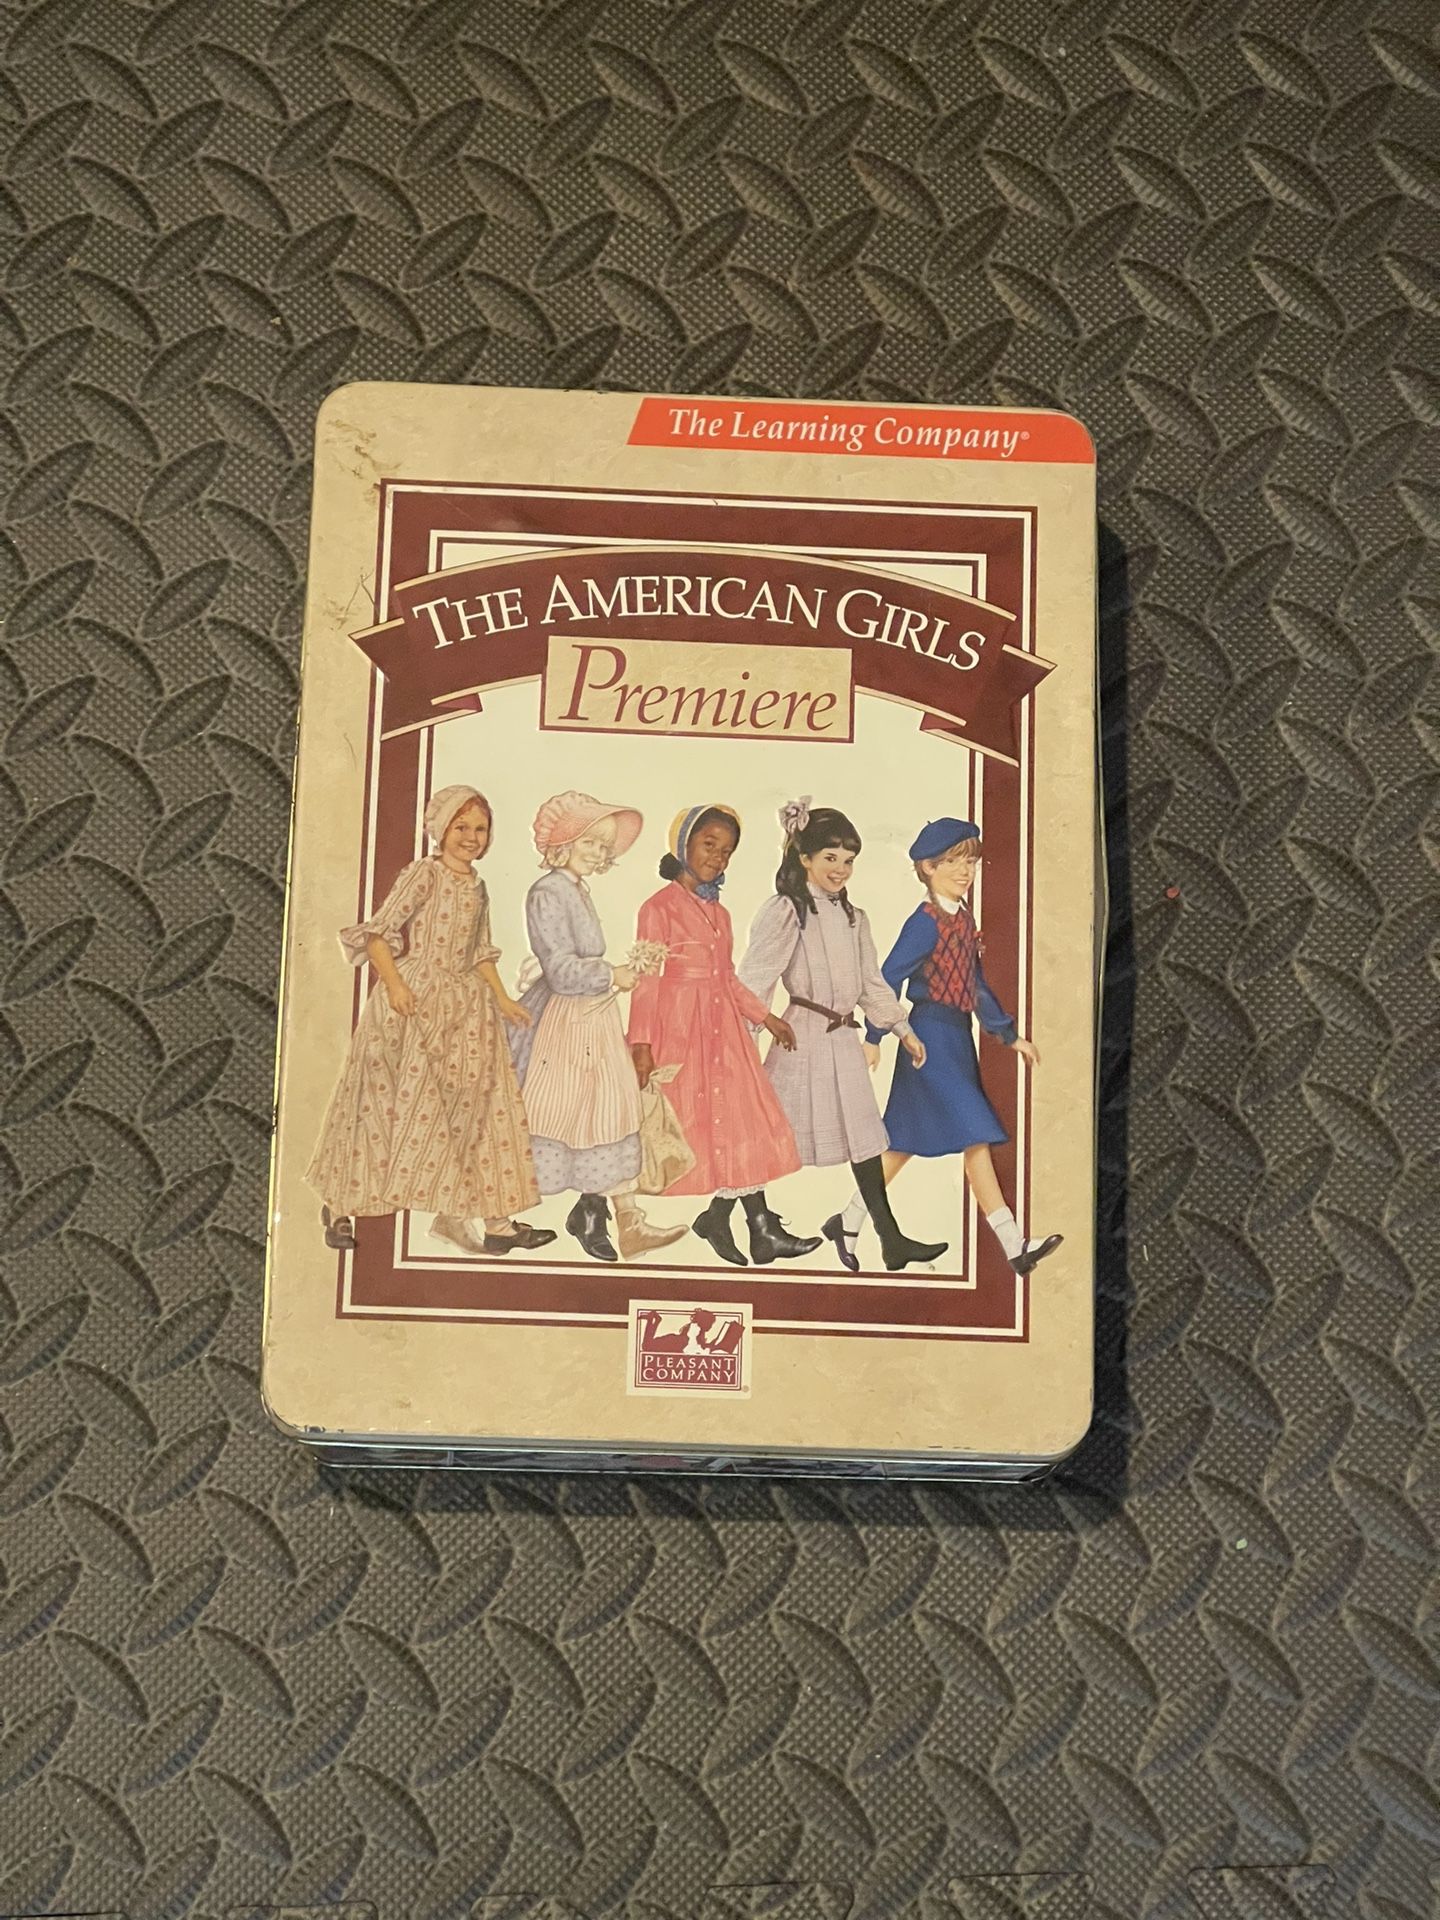 The Learning Company®
THE AMERICAN GIRLS
Premiere
PLEASANT
COMPANY®